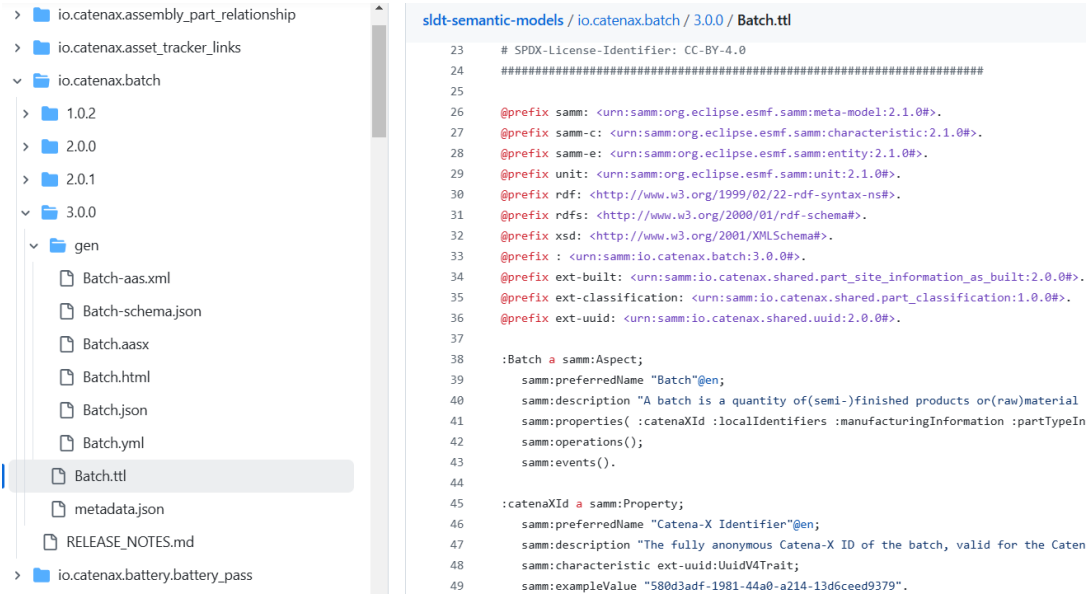 io.catenax.assembly_part_relationship
io.catenax.asset_tracker_links
io.catenax.batch
1.0.2
2.0.0
2.0.1
3.0.0
gen
Batch-aas.xml
Batch-schema.json
Batch.aasx
Batch.html
Batch.json
Batch.yml
Batch.ttl
metadata.json
RELEASE_NOTES.md
io.catenax.battery.battery_pass
sldt-semantic-models / io.catenax.batch / 3.0.0 / Batch.ttl
23 # SPDX-License-Identifier: CC-BY-4.0
24 #######################################################################
25
26 @prefix samm: <urn:samm:org.eclipse.esmf.samm:meta-model:2.1.0#>.
27 @prefix samm-c: <urn:samm:org.eclipse.esmf.samm:characteristic:2.1.0#>.
28 @prefix samm-e: <urn:samm:org.eclipse.esmf.samm:entity:2.1.0#>.
29 @prefix unit: <urn:samm:org.eclipse.esmf.samm:unit:2.1.0#>.
30 @prefix rdf: <http://www.w3.org/1999/02/22-rdf-syntax-ns#>.
31 @prefix rdfs: <http://www.w3.org/2000/01/rdf-schema#>.
32 @prefix xsd: <http://www.w3.org/2001/XMLSchema#>.
33 @prefix : <urn:samm:io.catenax.batch:3.0.0#>.
34 @prefix ext-built: <urn:samm:io.catenax.shared.part_site_information_as_built:2.0.0#>.
35 @prefix ext-classification: <urn:samm:io.catenax.shared.part_classification:1.0.0#>.
36 @prefix ext-uuid: <urn:samm:io.catenax.shared.uuid:2.0.0#>.
37
38 :Batch a samm:Aspect;
39 samm:preferredName "Batch"@en;
40 samm:description "A batch is a quantity of(semi-)finished products or(raw)material
41 samm:properties( :catenaXId :localIdentifiers :manufacturingInformation :partTypeIn
42 samm:operations();
43 samm:events().
44
45 :catenaXId a samm:Property;
46 samm:preferredName "Catena-X Identifier"@en;
47 samm:description "The fully anonymous Catena-X ID of the batch, valid for the Caten
48 samm:characteristic ext-uuid:UuidV4Trait;
49 samm:exampleValue "580d3adf-1981-44a0-a214-13d6ceed9379".